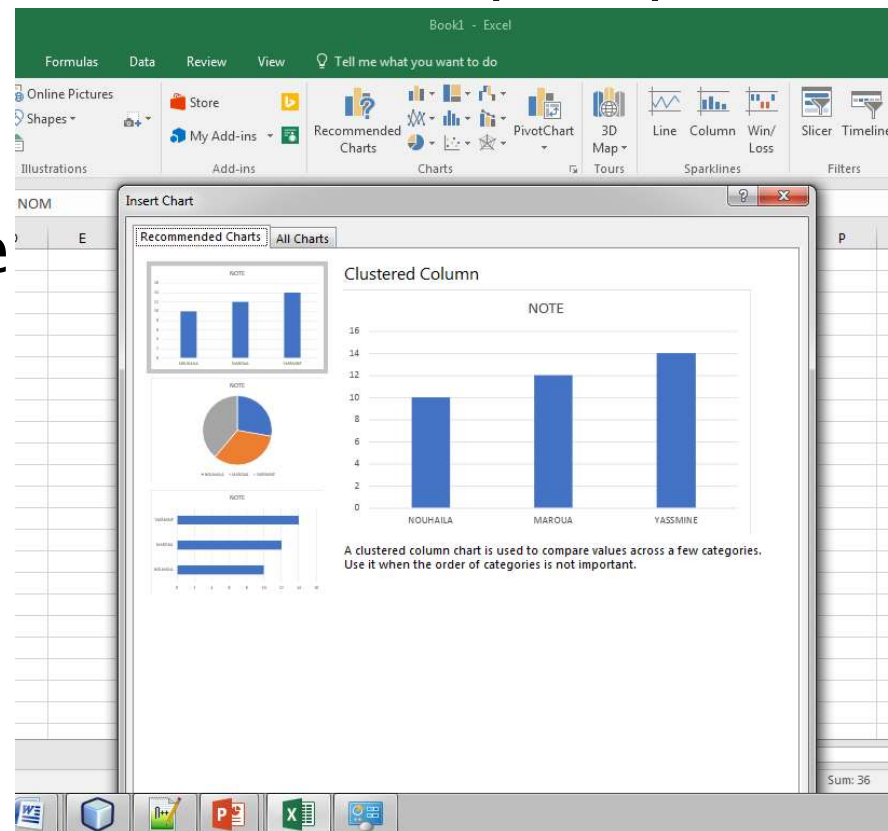 Book1 - Excel
Formulas Data Review View Tell me what you want to do
Online Pictures
Shapes
Store
My Add-ins
Recommended Charts
PivotChart
3D Map
Line Column Win/Loss
Slicer Timeline
Illustrations Add-ins Charts Tours Sparklines Filters
NOM
E P
e
Insert Chart
Recommended Charts All Charts
NOTE
NOTE
NOTE
Clustered Column
NOTE
16
14
12
10
8
6
4
2
0
NOUHAILA MAROUA YASSMINE
A clustered column chart is used to compare values across a few categories.
Use it when the order of categories is not important.
Sum: 36